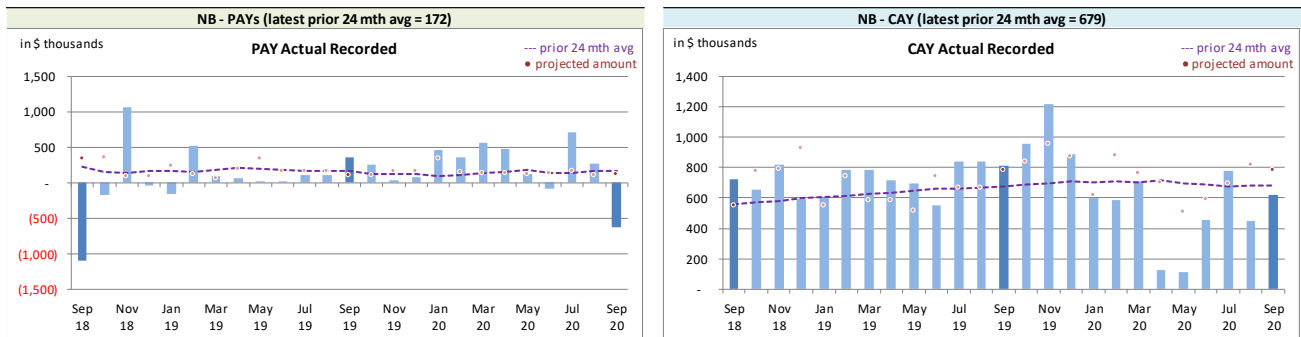 NB - PAYs (latest prior 24 mth avg = 172)
in $ thousands
PAY Actual Recorded
--- prior 24 mth avg
• projected amount
1,500
1,000
500
-
(500)
(1,000)
(1,500)
Sep 18 Nov 18 Jan 19 Mar 19 May 19 Jul 19 Sep 19 Nov 19 Jan 20 Mar 20 May 20 Jul 20 Sep 20
NB - CAY (latest prior 24 mth avg = 679)
in $ thousands
CAY Actual Recorded
--- prior 24 mth avg
• projected amount
1,400
1,200
1,000
800
600
400
200
-
Sep 18 Nov 18 Jan 19 Mar 19 May 19 Jul 19 Sep 19 Nov 19 Jan 20 Mar 20 May 20 Jul 20 Sep 20